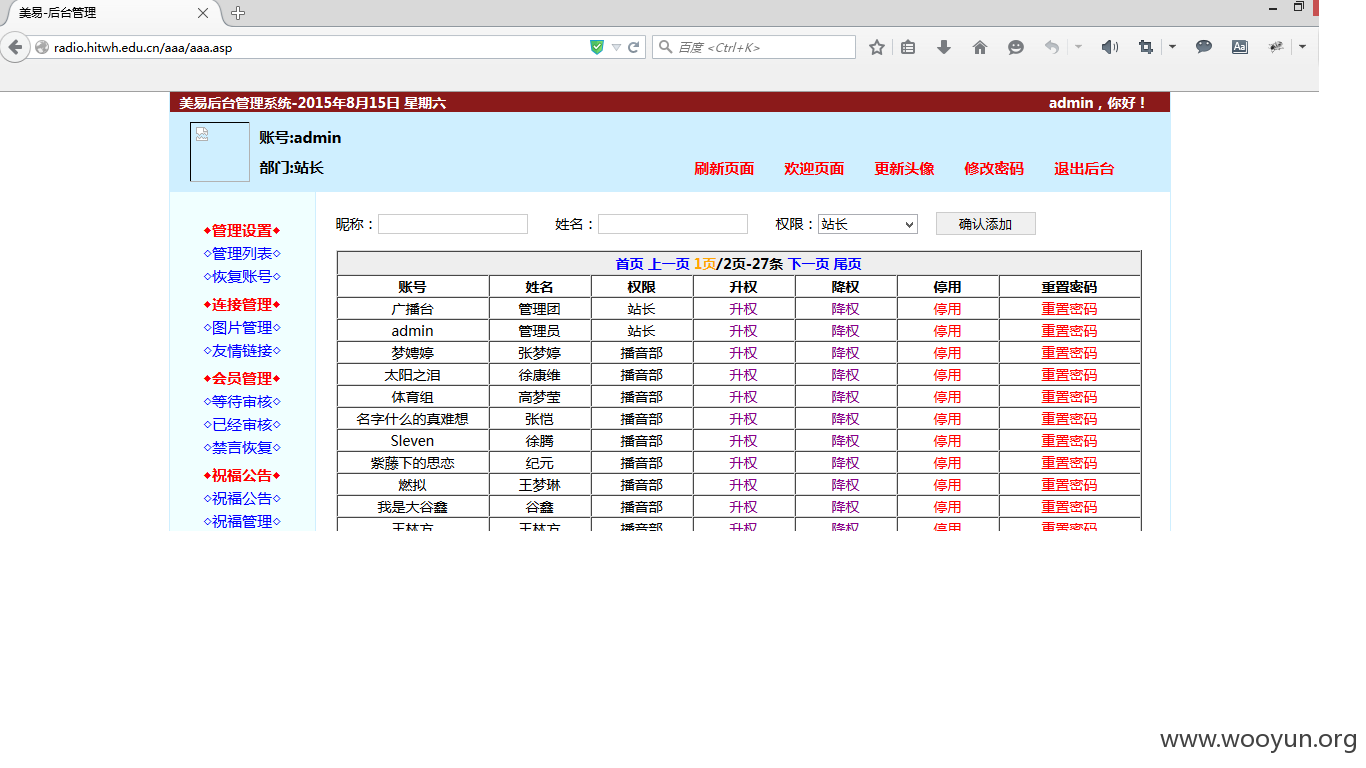 美易-后台管理
radio.hitwh.edu.cn/aaa/aaa.asp
百度 <Ctrl+K>
美易后台管理系统-2015年8月15日 星期六
admin，你好！
账号:admin
部门:站长
刷新页面 欢迎页面 更新头像 修改密码 退出后台
◆管理设置◆
◇管理列表◇
◇恢复账号◇
◆连接管理◆
◇图片管理◇
◇友情链接◇
◆会员管理◆
◇等待审核◇
◇已经审核◇
◇禁言恢复◇
◆祝福公告◆
◇祝福公告◇
◇祝福管理◇
昵称： 姓名： 权限：站长 确认添加
首页 上一页 1页/2页-27条 下一页 尾页
账号 姓名 权限 升权 降权 停用 重置密码
广播台 管理团 站长 升权 降权 停用 重置密码
admin 管理员 站长 升权 降权 停用 重置密码
梦娉婷 张梦婷 播音部 升权 降权 停用 重置密码
太阳之泪 徐康维 播音部 升权 降权 停用 重置密码
体育组 高梦莹 播音部 升权 降权 停用 重置密码
名字什么的真难想 张恺 播音部 升权 降权 停用 重置密码
Sleven 徐腾 播音部 升权 降权 停用 重置密码
紫藤下的思恋 纪元 播音部 升权 降权 停用 重置密码
燃拟 王梦琳 播音部 升权 降权 停用 重置密码
我是大谷鑫 谷鑫 播音部 升权 降权 停用 重置密码
播音部 升权 降权 停用 重置密码
www.wooyun.org